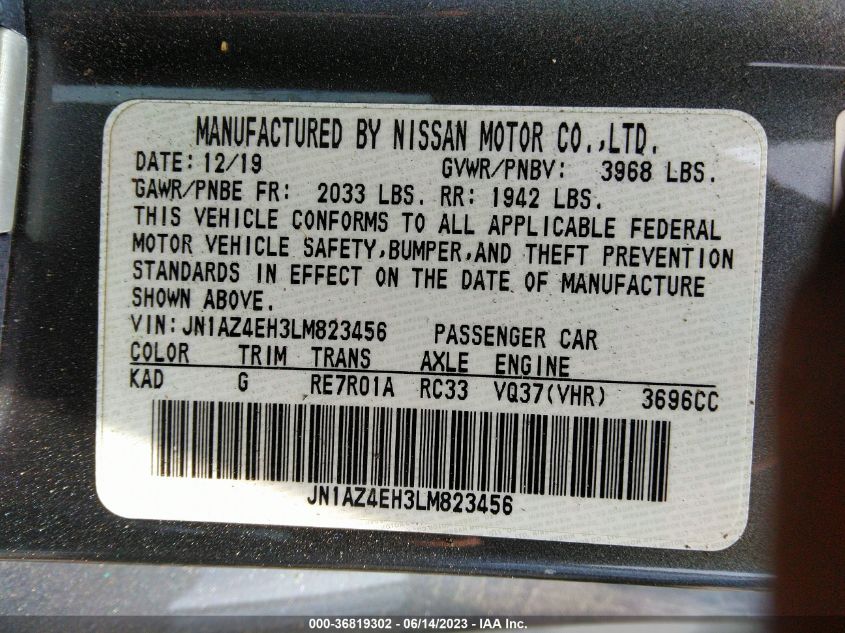 MANUFACTURED BY NISSAN MOTOR CO.,LTD.
DATE: 12/19 GVWR/PNBV: 3968 LBS.
GAWR/PNBE FR: 2033 LBS. RR: 1942 LBS.
THIS VEHICLE CONFORMS TO ALL APPLICABLE FEDERAL
MOTOR VEHICLE SAFETY,BUMPER,AND THEFT PREVENTION
STANDARDS IN EFFECT ON THE DATE OF MANUFACTURE
SHOWN ABOVE.
VIN:JN1AZ4EH3LM823456 PASSENGER CAR
COLOR TRIM TRANS AXLE ENGINE
KAD G RE7R01A RC33 VQ37(VHR) 3696CC
JN1AZ4EH3LM823456
000-36819302 - 06/14/2023 - IAA Inc.